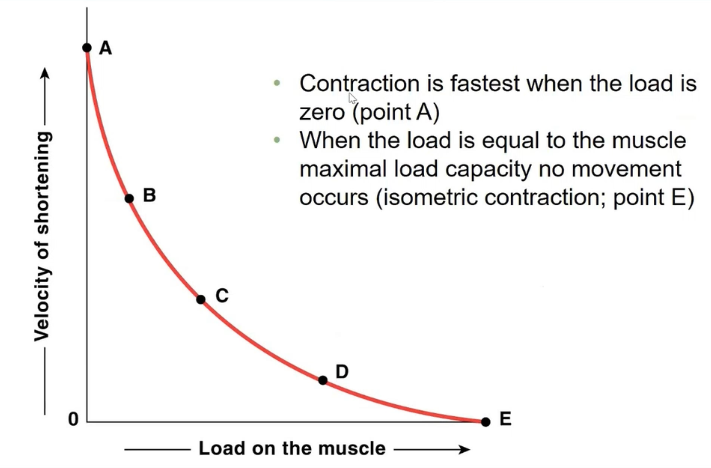 A
• Contraction is fastest when the load is
zero (point A)
• When the load is equal to the muscle
maximal load capacity no movement
occurs (isometric contraction; point E)
B
C
D
E
Velocity of shortening
0
Load on the muscle